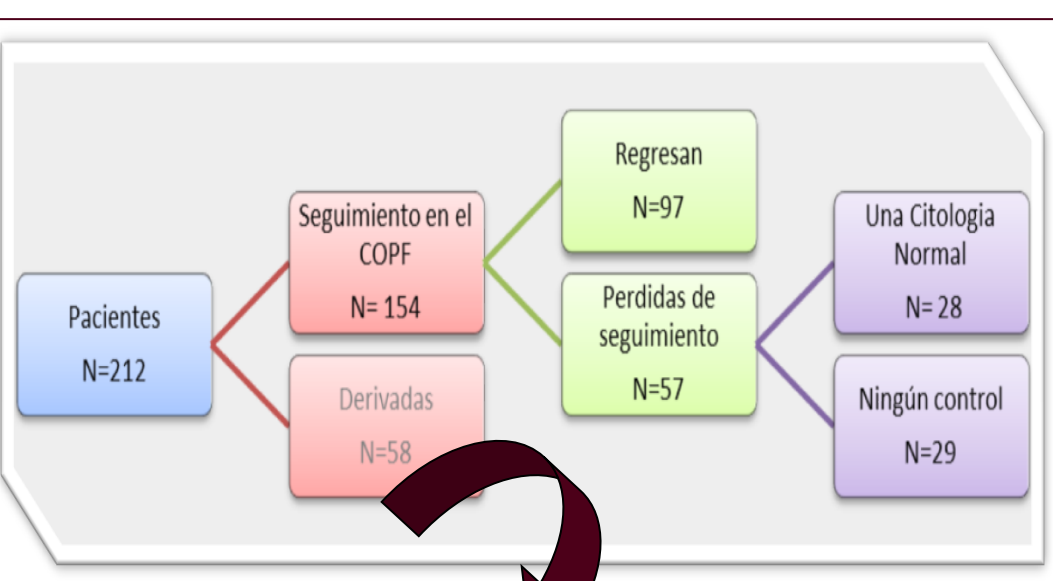 Pacientes
N=212
Seguimiento en el
COPF
N= 154
Derivadas
N=58
Regresan
N=97
Perdidas de
seguimiento
N=57
Una Citologia
Normal
N= 28
Ningún control
N=29